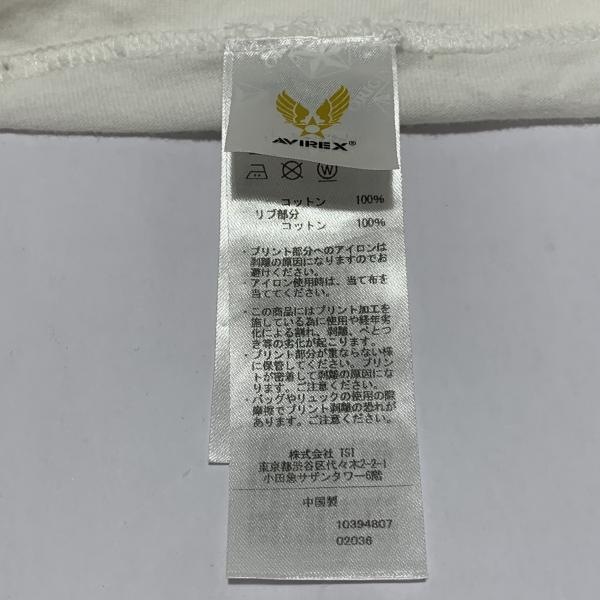 AVIREX®
W
コットン 100%
リブ部分
コットン 100%
・プリント部分へのアイロンは
剥離の原因になりますのでお
避けください。
・アイロン使用時は、当て布を
当ててください。
・この商品にはプリント加工を
施している為に使用や経年劣
化による割れ、剥離、べとつ
き等の劣化が起こります。
・プリント部分が重ならない様
に保管してください。プリン
トが密着して剥離の原因にな
ります。ご注意ください。
・バッグやリュックの使用の際
摩擦でプリント剥離の恐れが
あります。ご注意ください。
株式会社 TSI
東京都渋谷区代々木2-2-1
小田急サザンタワー6階
中国製
10394807
02036